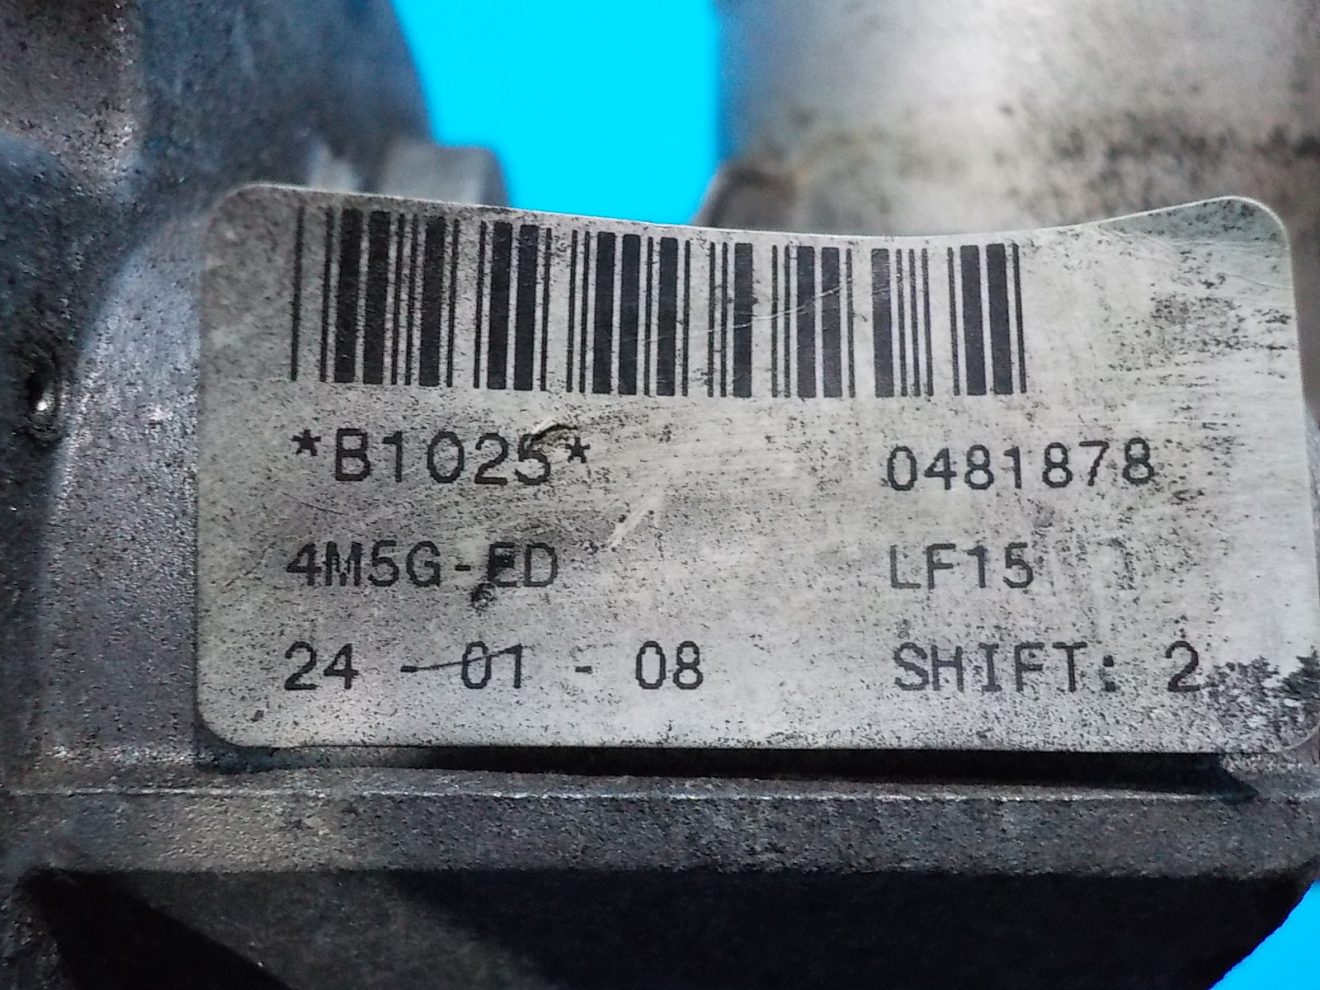 *B1025* 0481878
4M5G-ED LF15
24 - 01 - 08 SHIFT: 2